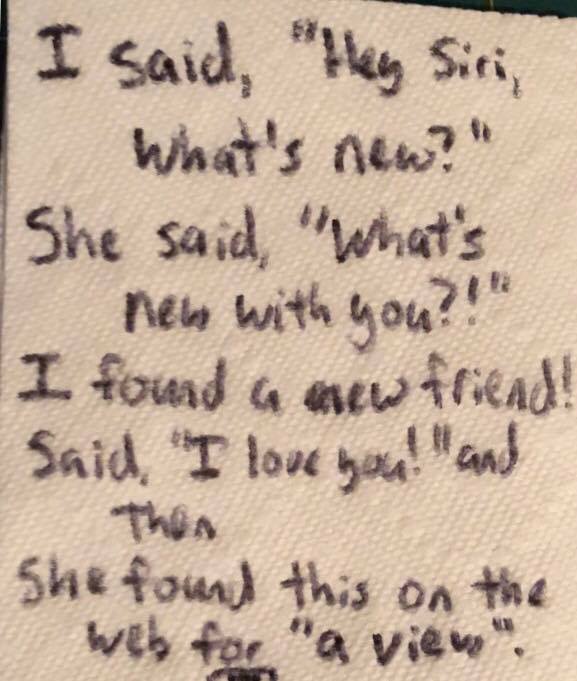 I said, "Hey Siri,
What's new?"
She said, "What's
new with you?!"
I found a new friend!
Said, "I love you!" and
Then
She found this on the
web for "a view".